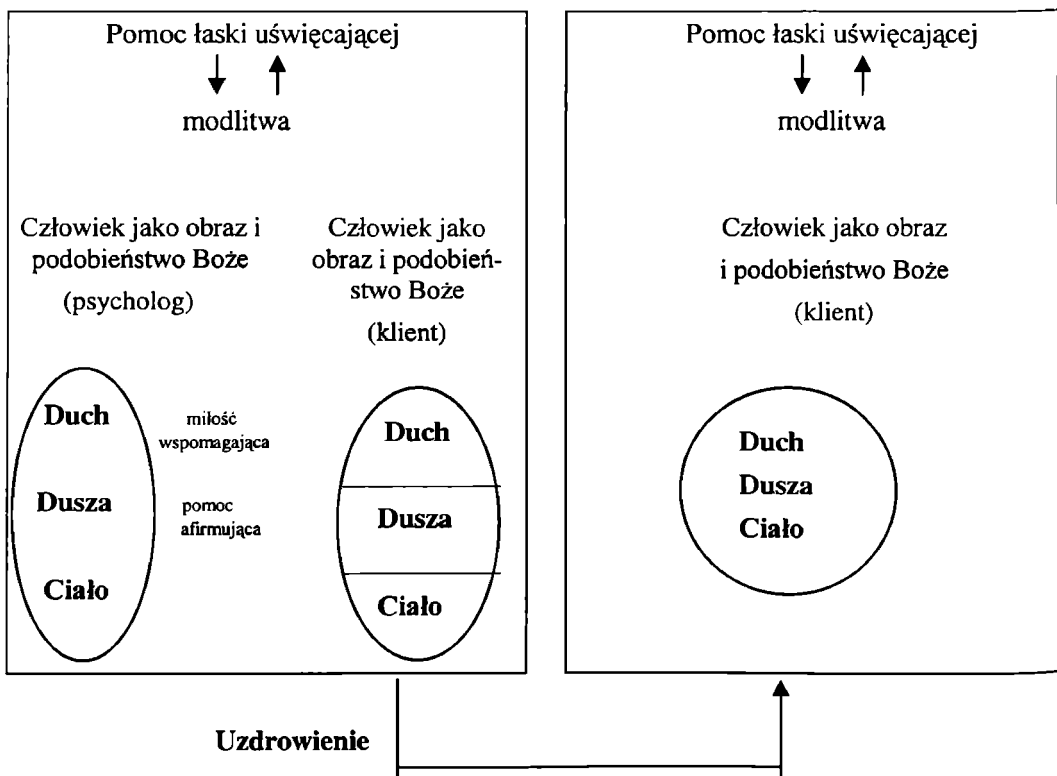 Pomoc łaski uświęcającej
modlitwa
Człowiek jako obraz i
podobieństwo Boże
(psycholog)
Człowiek jako
obraz i podobień-
stwo Boże
(klient)
Duch
Dusza
Ciało
miłość
wspomagająca
pomoc
afirmująca
Duch
Dusza
Ciało
Pomoc łaski uświęcającej
modlitwa
Człowiek jako obraz
i podobieństwo Boże
(klient)
Duch
Dusza
Ciało
Uzdrowienie